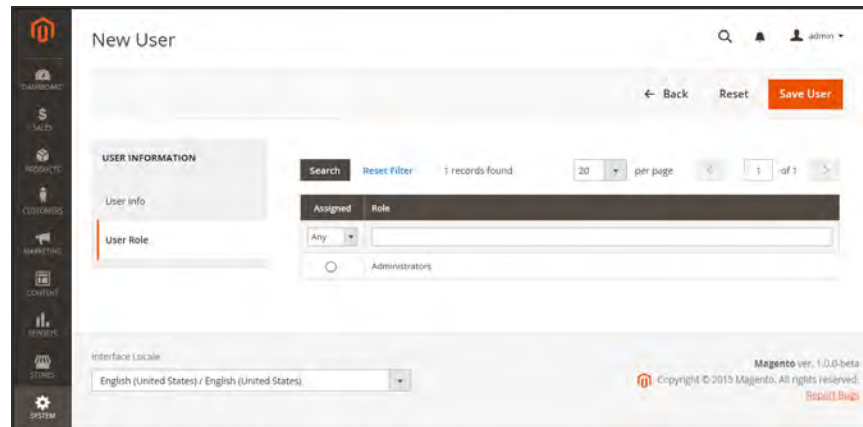 New User
admin
DASHBOARD
SALES
PRODUCTS
CUSTOMERS
MARKETING
CONTENT
REPORTS
STORES
SYSTEM
← Back Reset Save User
USER INFORMATION
User Info
User Role
Search Reset Filter 1 records found 20 per page 1 of 1
Assigned Role
Any
Administrators
Interface Locale
English (United States) / English (United States)
Magento ver. 1.0.0-beta
Copyright © 2015 Magento. All rights reserved.
Report Bugs